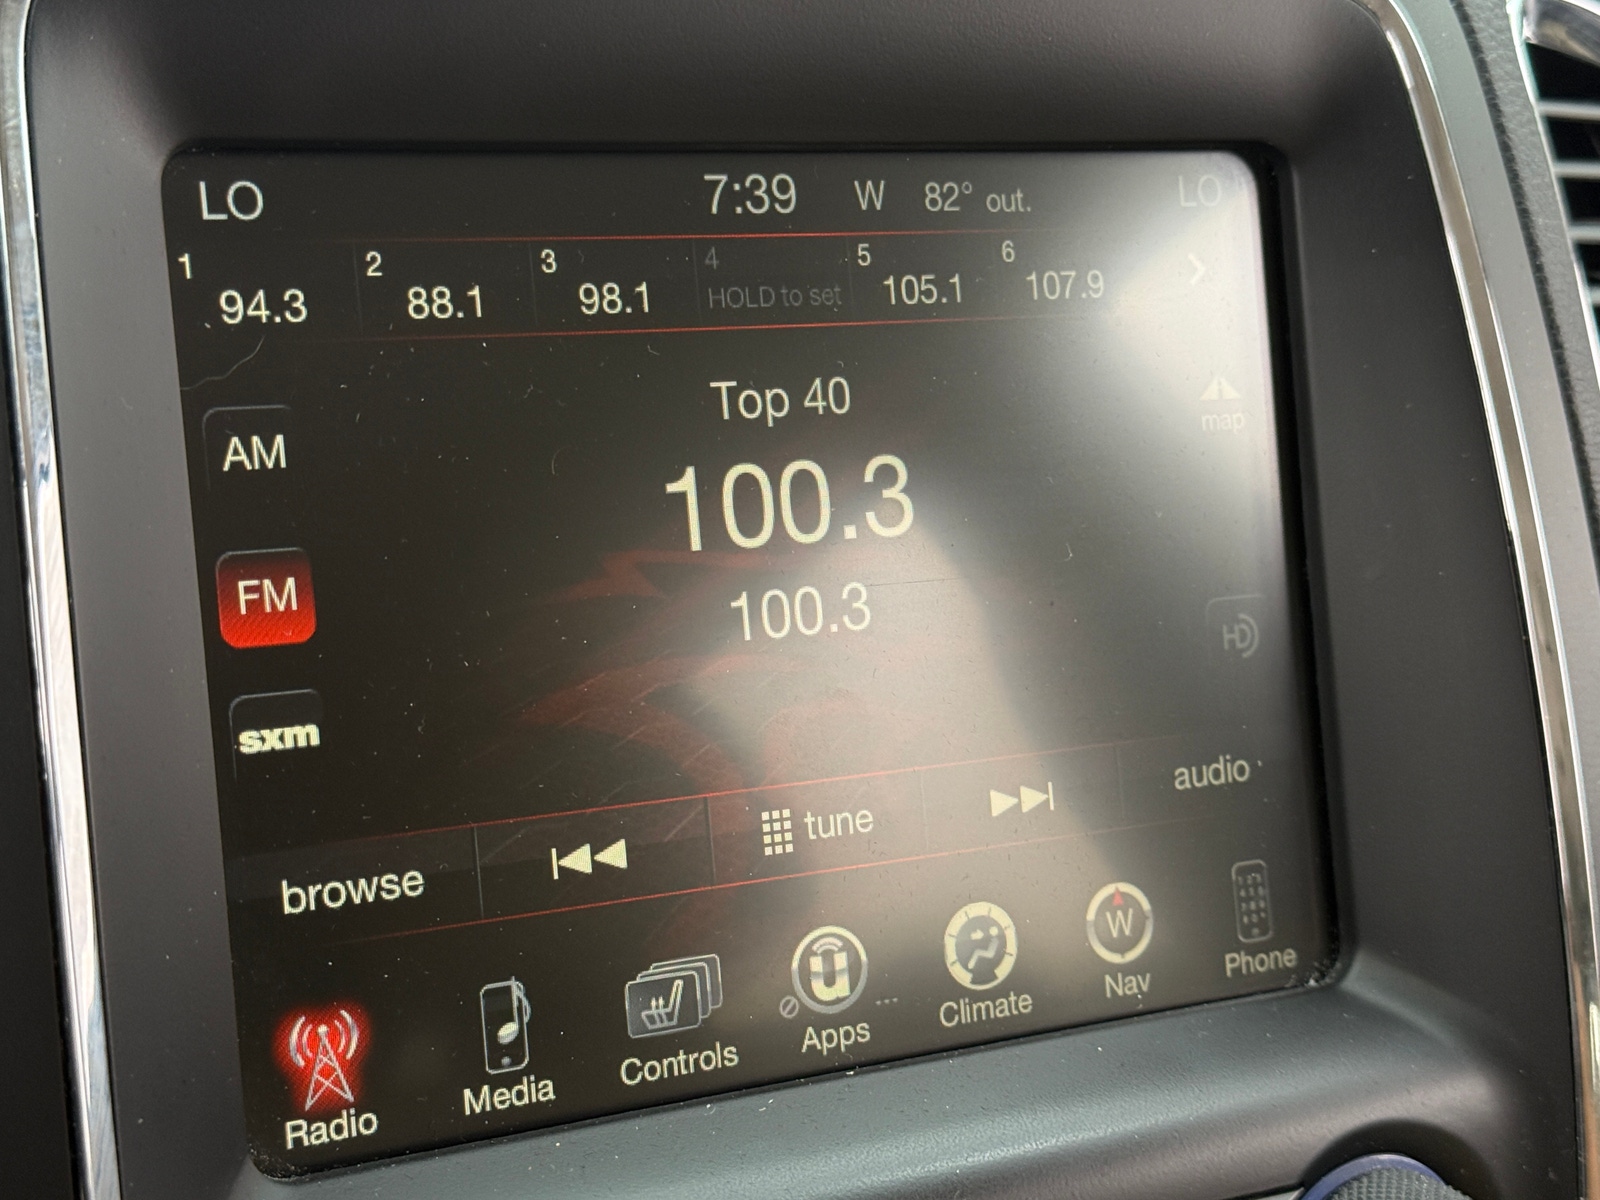 LO 7:39 W 82° out. LO
1 94.3 2 88.1 3 98.1 4 HOLD to set 5 105.1 6 107.9
Top 40
map
AM
100.3
FM
100.3
HD
sxm
browse tune audio
W
Radio Media Controls Apps Climate Nav Phone